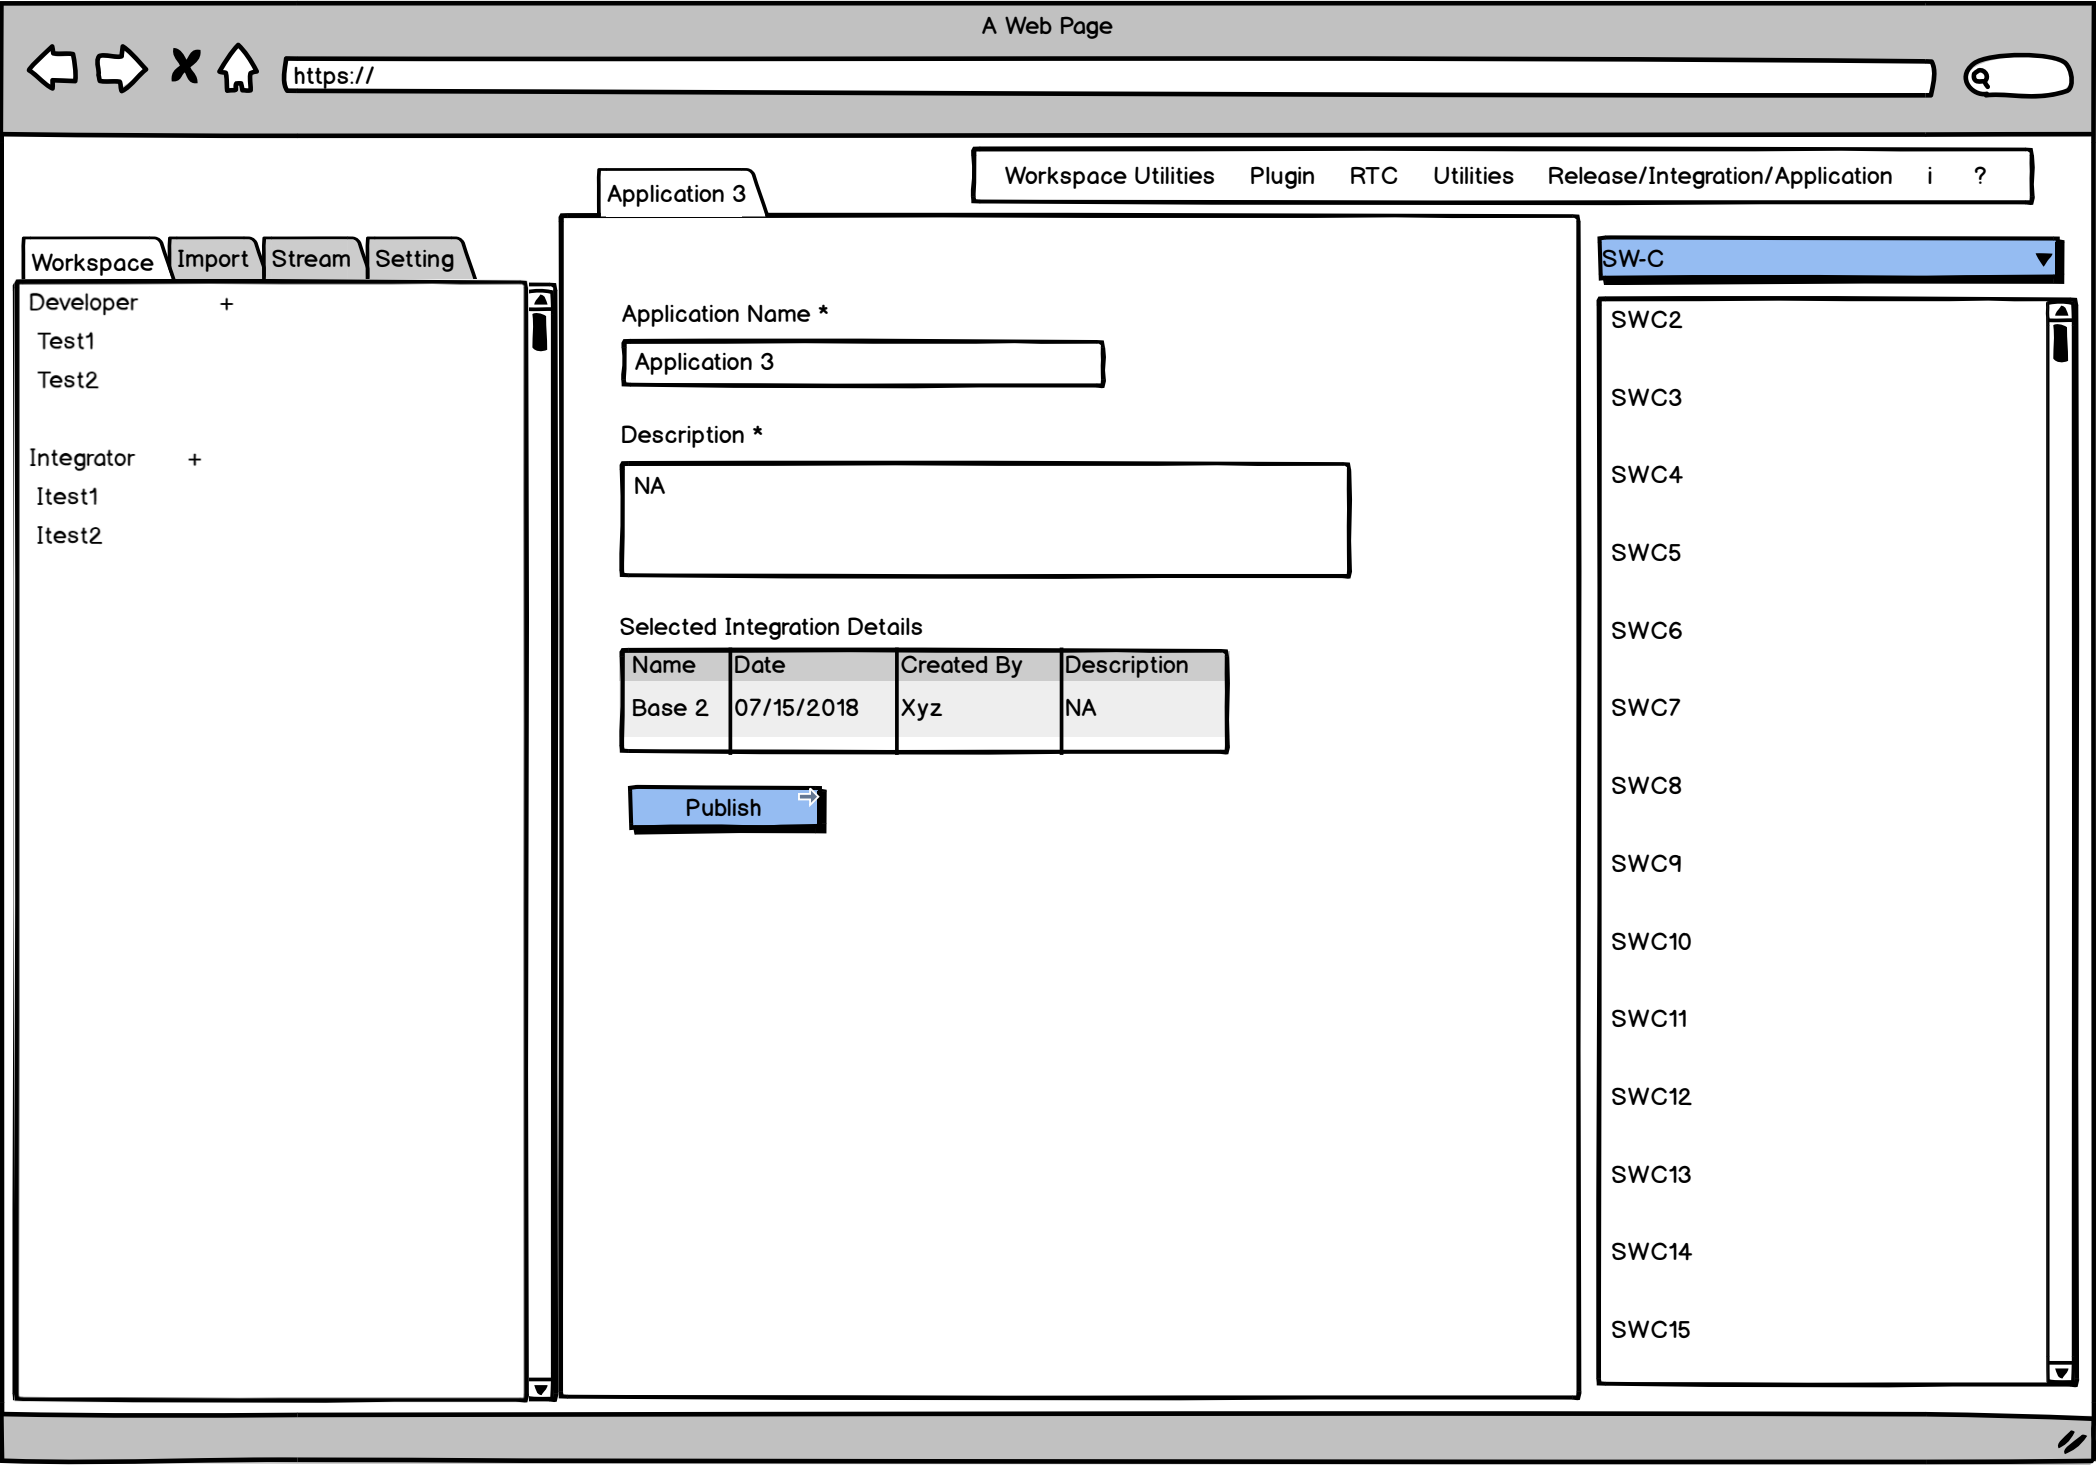 A Web Page
https://
Workspace Utilities Plugin RTC Utilities Release/Integration/Application i ?
Application 3
Workspace Import Stream Setting
Developer +
Test1
Test2
Integrator +
Itest1
Itest2
Application Name *
Application 3
Description *
NA
Selected Integration Details
Name Date Created By Description
Base 2 07/15/2018 Xyz NA
Publish
SW-C
SWC2
SWC3
SWC4
SWC5
SWC6
SWC7
SWC8
SWC9
SWC10
SWC11
SWC12
SWC13
SWC14
SWC15